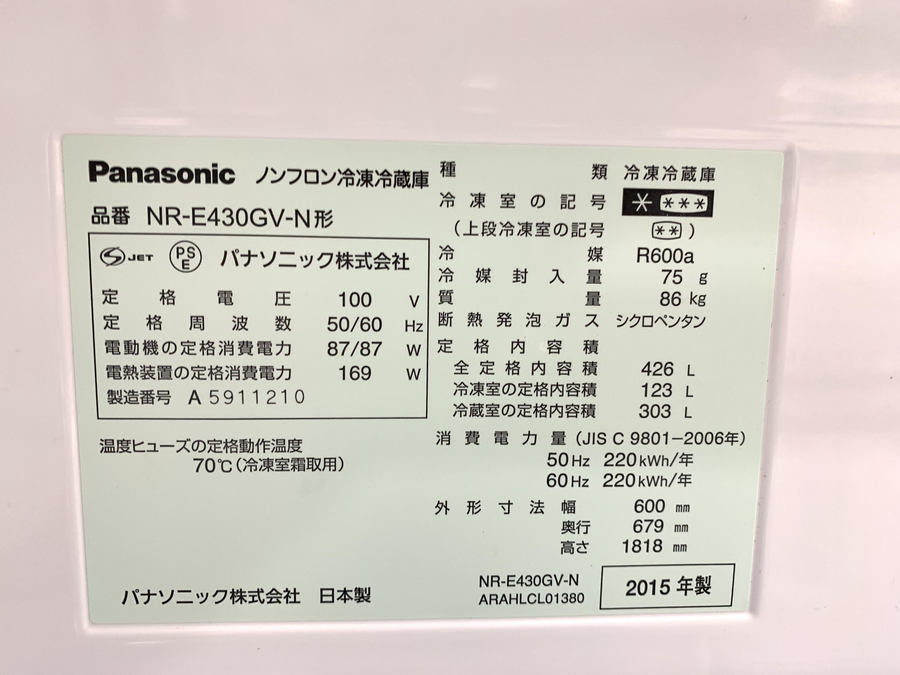 Panasonic ノンフロン冷凍冷蔵庫
品番 NR-E430GV-N形
S JET PS E パナソニック株式会社
定格電圧 100 V
定格周波数 50/60 Hz
電動機の定格消費電力 87/87 W
電熱装置の定格消費電力 169 W
製造番号 A 5911210
温度ヒューズの定格動作温度
70℃(冷凍室霜取用)
パナソニック株式会社 日本製
種類 冷凍冷蔵庫
冷凍室の記号 * ***
(上段冷凍室の記号 **)
冷媒 R600a
冷媒封入量 75 g
質量 86 kg
断熱発泡ガス シクロペンタン
定格内容積
全定格内容積 426 L
冷凍室の定格内容積 123 L
冷蔵室の定格内容積 303 L
消費電力量(JIS C 9801-2006年)
50Hz 220kWh/年
60Hz 220kWh/年
外形寸法幅 600 mm
奥行 679 mm
高さ 1818 mm
NR-E430GV-N
ARAHLCL01380
2015年製